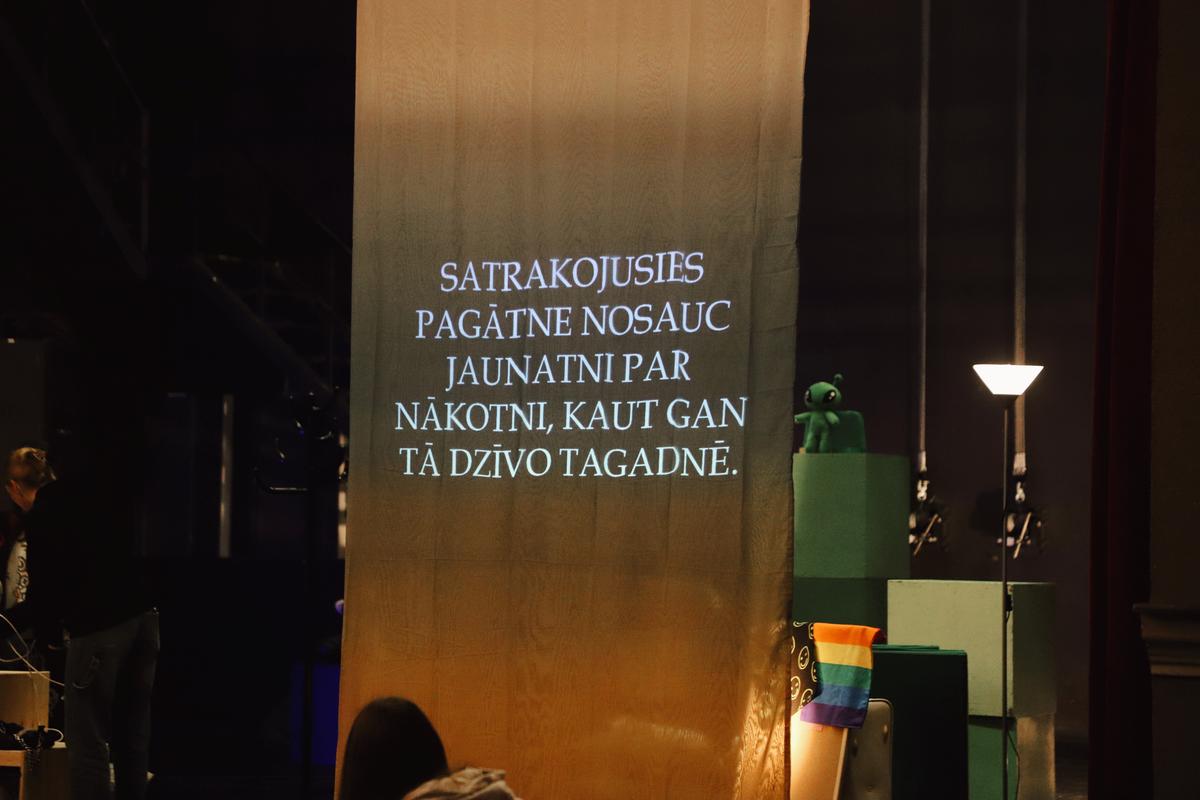 SATRAKOJUSIES
PAGĀTNE NOSAUC
JAUNATNI PAR
NĀKOTNI, KAUT GAN
TĀ DZĪVO TAGADNĒ.